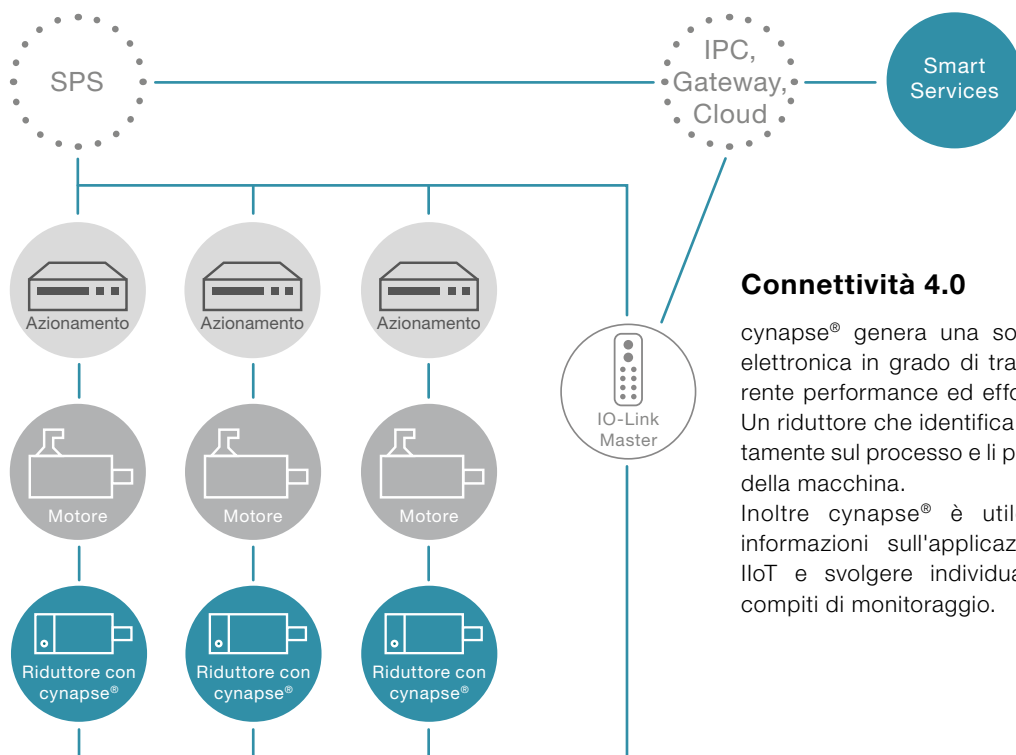 SPS
IPC,
Gateway,
Cloud
Smart
Services
Azionamento
Azionamento
Azionamento
IO-Link
Master
Motore
Motore
Motore
Riduttore con
cynapse®
Riduttore con
cynapse®
Riduttore con
cynapse®
Connettività 4.0
cynapse® genera una so
elettronica in grado di tra
rente performance ed effo
Un riduttore che identifica
tamente sul processo e li p
della macchina.
Inoltre cynapse® è util
informazioni sull'applicaz
IIoT e svolgere individua
compiti di monitoraggio.